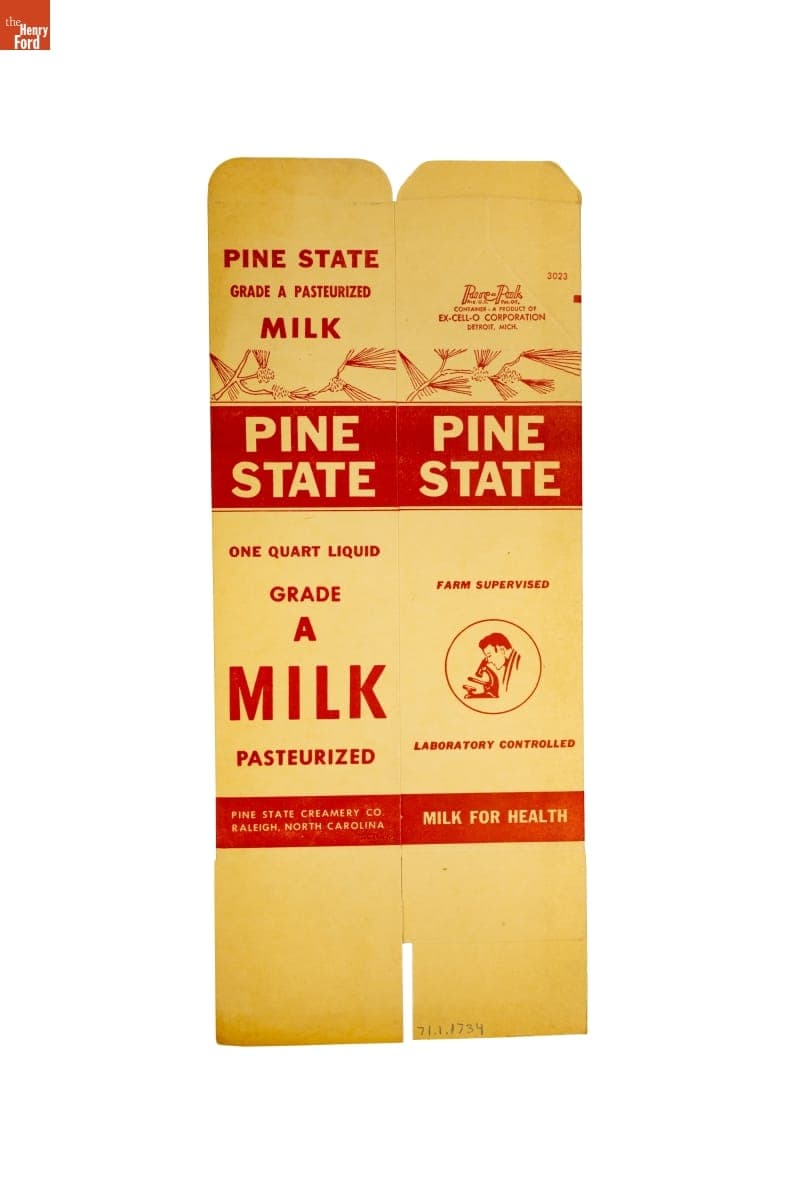 the
Henry
Ford
PINE STATE
GRADE A PASTEURIZED
MILK
PINE
STATE
ONE QUART LIQUID
GRADE
A
MILK
PASTEURIZED
PINE STATE CREAMERY CO.
RALEIGH, NORTH CAROLINA
3023
Pure-Pak
CONTAINER - A PRODUCT OF
EX-CELL-O CORPORATION
DETROIT, MICH.
PINE
STATE
FARM SUPERVISED
LABORATORY CONTROLLED
MILK FOR HEALTH
71.1.1734